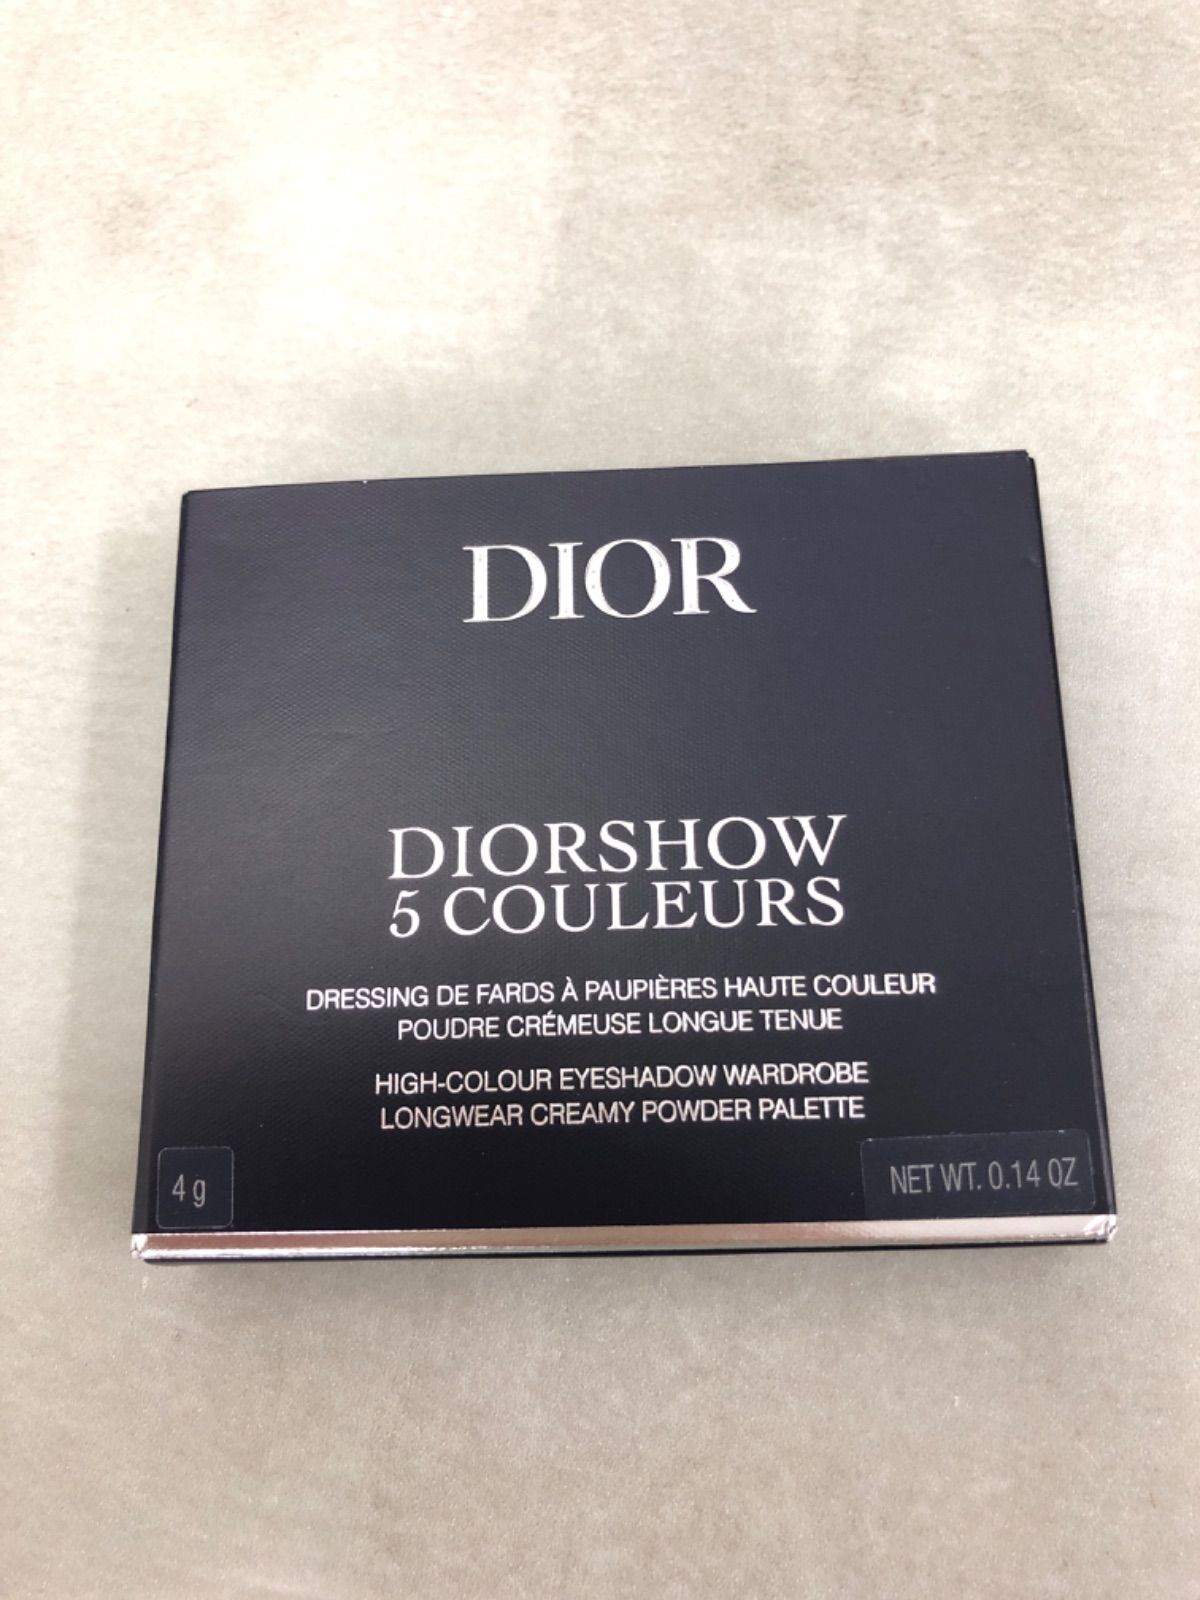 DIOR
DIORSHOW
5 COULEURS
DRESSING DE FARDS À PAUPIÈRES HAUTE COULEUR
POUDRE CRÉMEUSE LONGUE TENUE
HIGH-COLOUR EYESHADOW WARDROBE
LONGWEAR CREAMY POWDER PALETTE
4 g
NET WT. 0.14 OZ